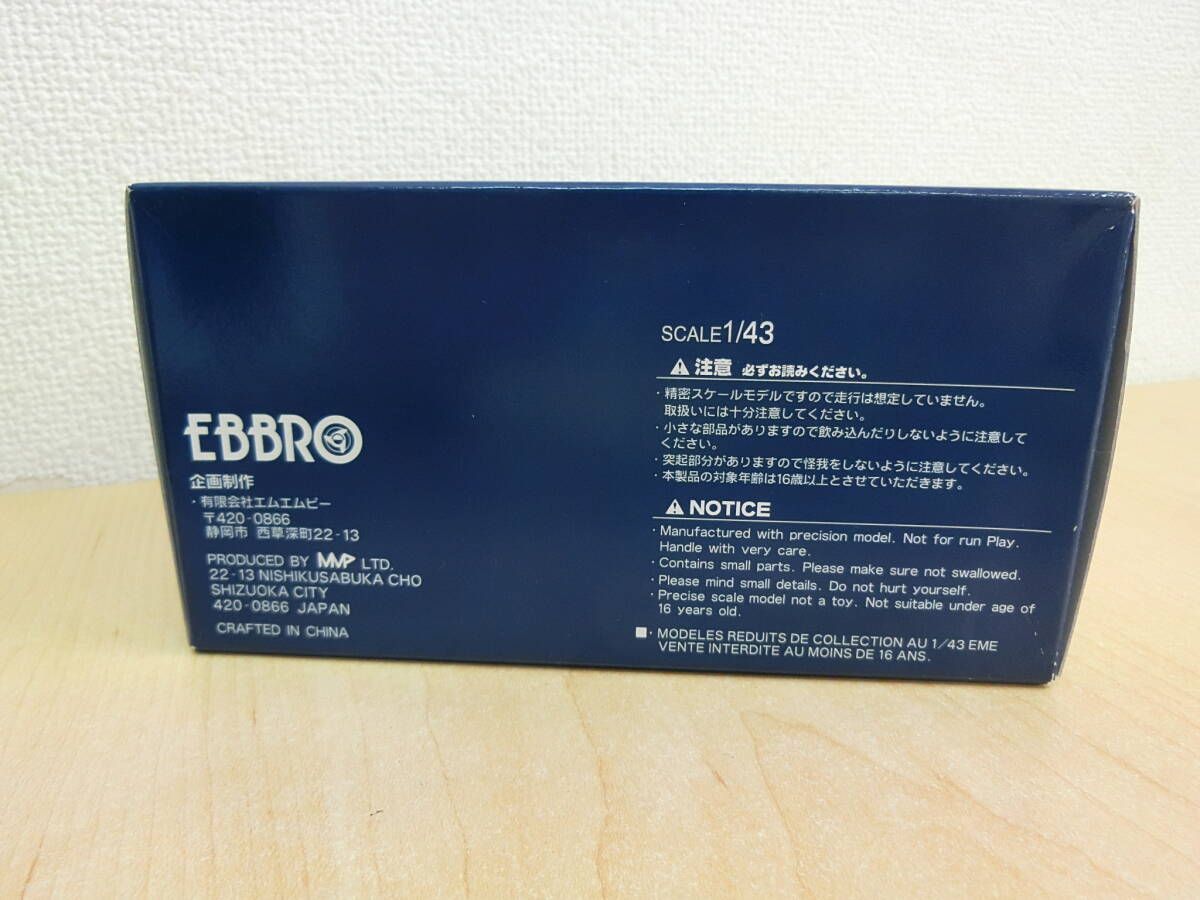 EBBRO
企画制作
・有限会社エムエムピー
〒420-0866
静岡市 西草深町22-13
PRODUCED BY MMP LTD.
22-13 NISHIKUSABUKA CHO
SHIZUOKA CITY
420-0866 JAPAN
CRAFTED IN CHINA
SCALE1/43
注意 必ずお読みください。
・精密スケールモデルですので走行は想定していません。
取扱いには十分注意してください。
・小さな部品がありますので飲み込んだりしないように注意して
ください。
・突起部分がありますので怪我をしないように注意してください。
・本製品の対象年齢は16歳以上とさせていただきます。
NOTICE
・Manufactured with precision model. Not for run Play.
Handle with very care.
・Contains small parts. Please make sure not swallowed.
・Please mind small details. Do not hurt yourself.
・Precise scale model not a toy. Not suitable under age of
16 years old.
・MODELES REDUITS DE COLLECTION AU 1/43 EME
VENTE INTERDITE AU MOINS DE 16 ANS.